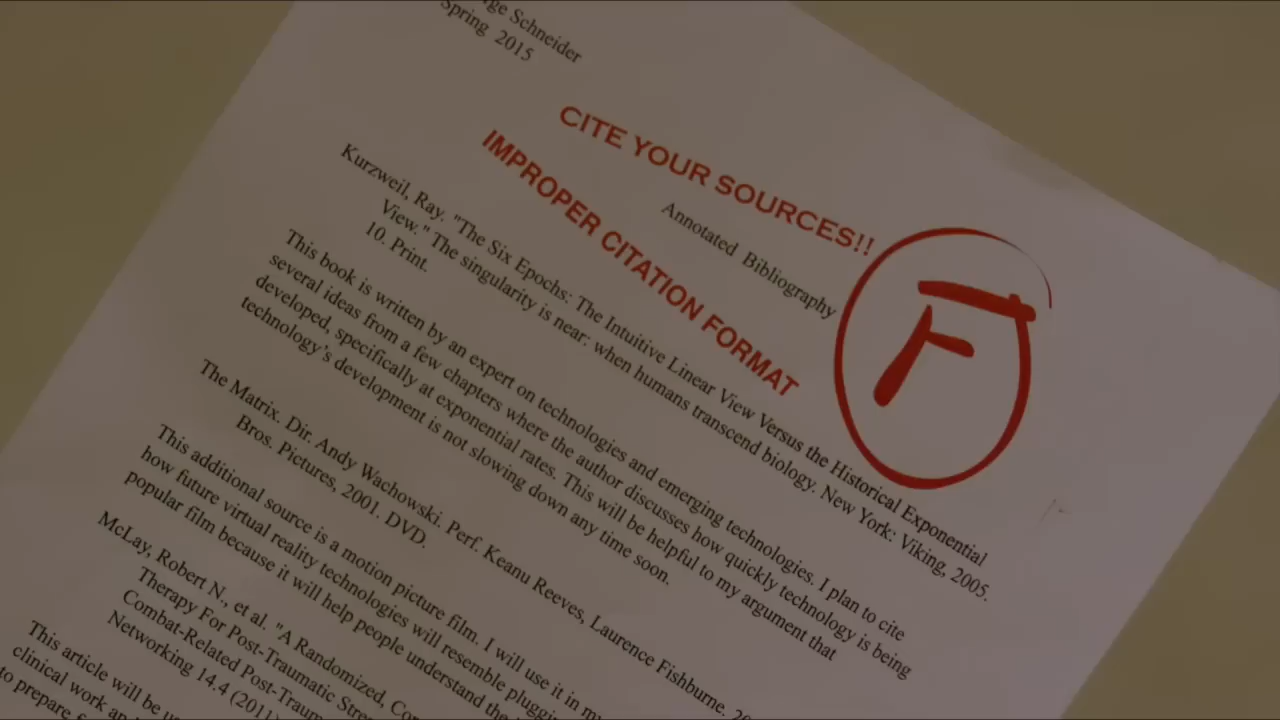 ge Schneider
Spring 2015
CITE YOUR SOURCES!!
IMPROPER CITATION FORMAT
Annotated Bibliography
F
Kurzweil, Ray. "The Six Epochs: The Intuitive Linear View Versus the Historical Exponential
View." The singularity is near: when humans transcend biology. New York: Viking, 2005.
10. Print.
This book is written by an expert on technologies and emerging technologies. I plan to cite
several ideas from a few chapters where the author discusses how quickly technology is being
developed, specifically at exponential rates. This will be helpful to my argument that
technology's development is not slowing down any time soon.
The Matrix. Dir. Andy Wachowski. Perf. Keanu Reeves, Laurence Fishburne. 20
Bros. Pictures, 2001. DVD.
This additional source is a motion picture film. I will use it in my
how future virtual reality technologies will resemble plugging
popular film because it will help people understand the
McLay, Robert N., et al. "A Randomized, Co
Therapy For Post-Traumatic Stre
Combat-Related Post-Traum
Networking 14.4 (2011)
This article will be u
clinical work an
to prepare f